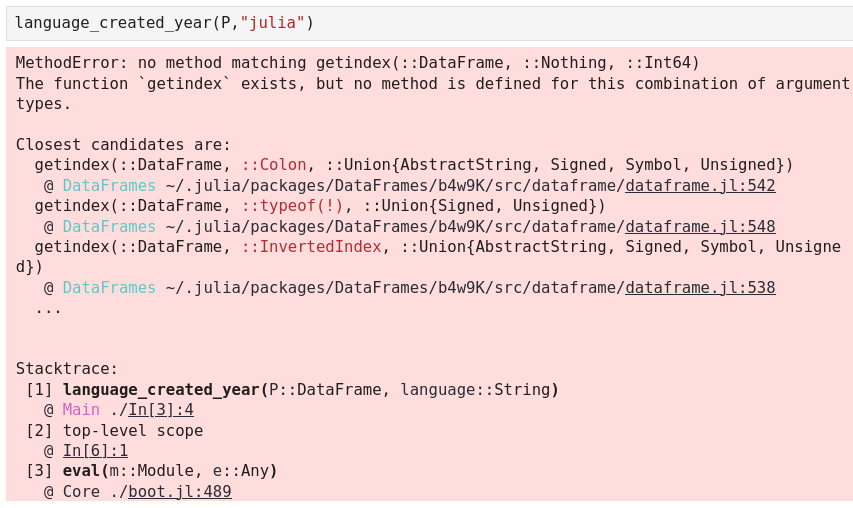 language_created_year(P,"julia")
MethodError: no method matching getindex(::DataFrame, ::Nothing, ::Int64)
The function `getindex` exists, but no method is defined for this combination of argument
types.
Closest candidates are:
  getindex(::DataFrame, ::Colon, ::Union{AbstractString, Signed, Symbol, Unsigned})
   @ DataFrames ~/.julia/packages/DataFrames/b4w9K/src/dataframe/dataframe.jl:542
  getindex(::DataFrame, ::typeof(!), ::Union{Signed, Unsigned})
   @ DataFrames ~/.julia/packages/DataFrames/b4w9K/src/dataframe/dataframe.jl:548
  getindex(::DataFrame, ::InvertedIndex, ::Union{AbstractString, Signed, Symbol, Unsigne
d})
   @ DataFrames ~/.julia/packages/DataFrames/b4w9K/src/dataframe/dataframe.jl:538
  ...
Stacktrace:
 [1] language_created_year(P::DataFrame, language::String)
   @ Main ./In[3]:4
 [2] top-level scope
   @ In[6]:1
 [3] eval(m::Module, e::Any)
   @ Core ./boot.jl:489